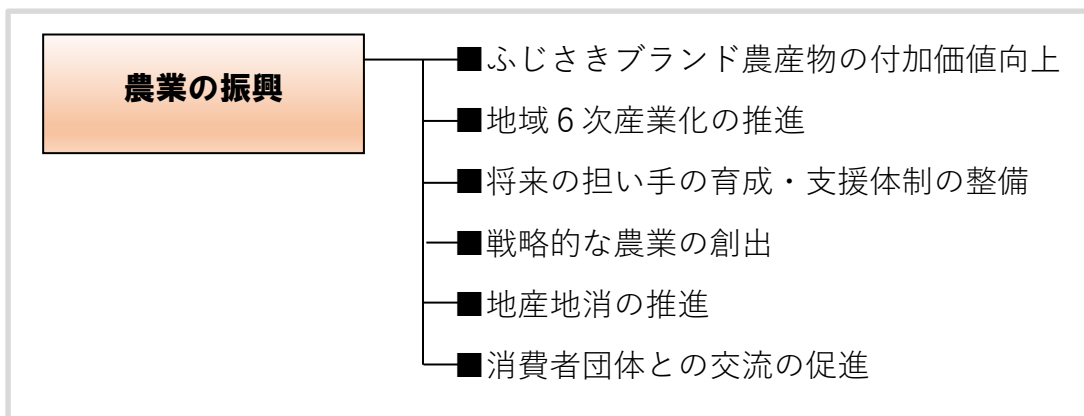 農業の振興
■ふじさきブランド農産物の付加価値向上
■地域６次産業化の推進
■将来の担い手の育成・支援体制の整備
■戦略的な農業の創出
■地産地消の推進
■消費者団体との交流の促進